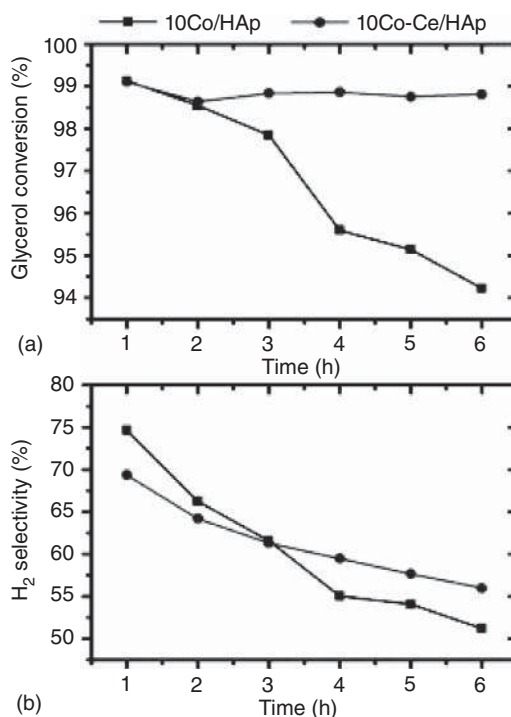 10Co/HAp 10Co-Ce/HAp
100
99
98
97
96
95
94
Glycerol conversion (%)
(a)
1 2 3 4 5 6
Time (h)
80
75
70
65
60
55
50
H₂ selectivity (%)
(b)
1 2 3 4 5 6
Time (h)